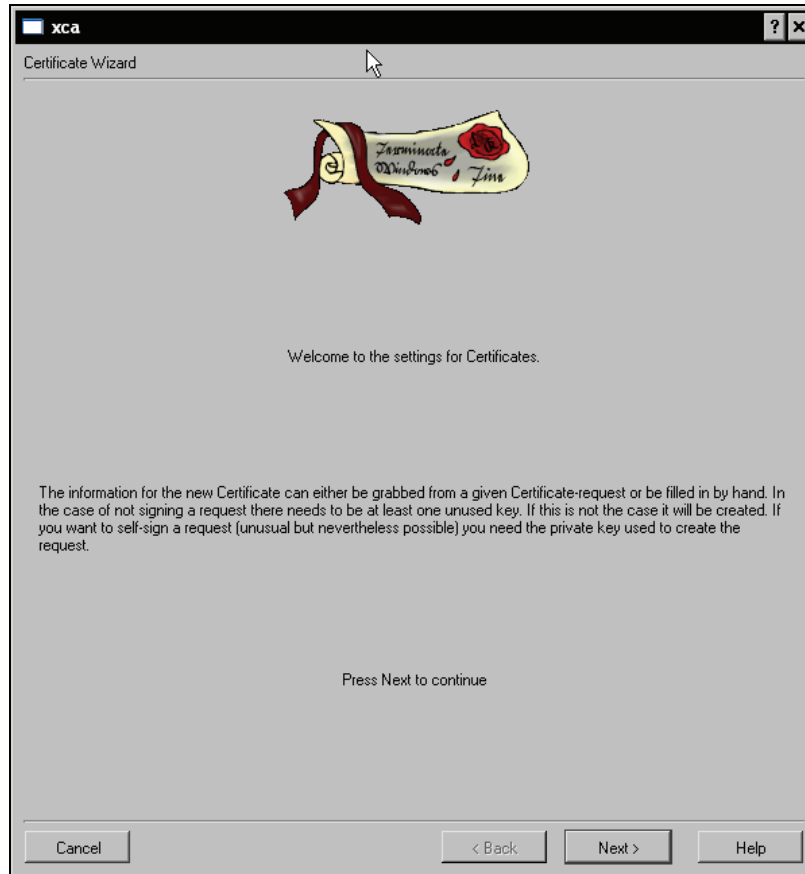 xca
Certificate Wizard
Terminate
Windows
Time
Welcome to the settings for Certificates.
The information for the new Certificate can either be grabbed from a given Certificate-request or be filled in by hand. In
the case of not signing a request there needs to be at least one unused key. If this is not the case it will be created. If
you want to self-sign a request (unusual but nevertheless possible) you need the private key used to create the
request.
Press Next to continue
Cancel
< Back
Next >
Help